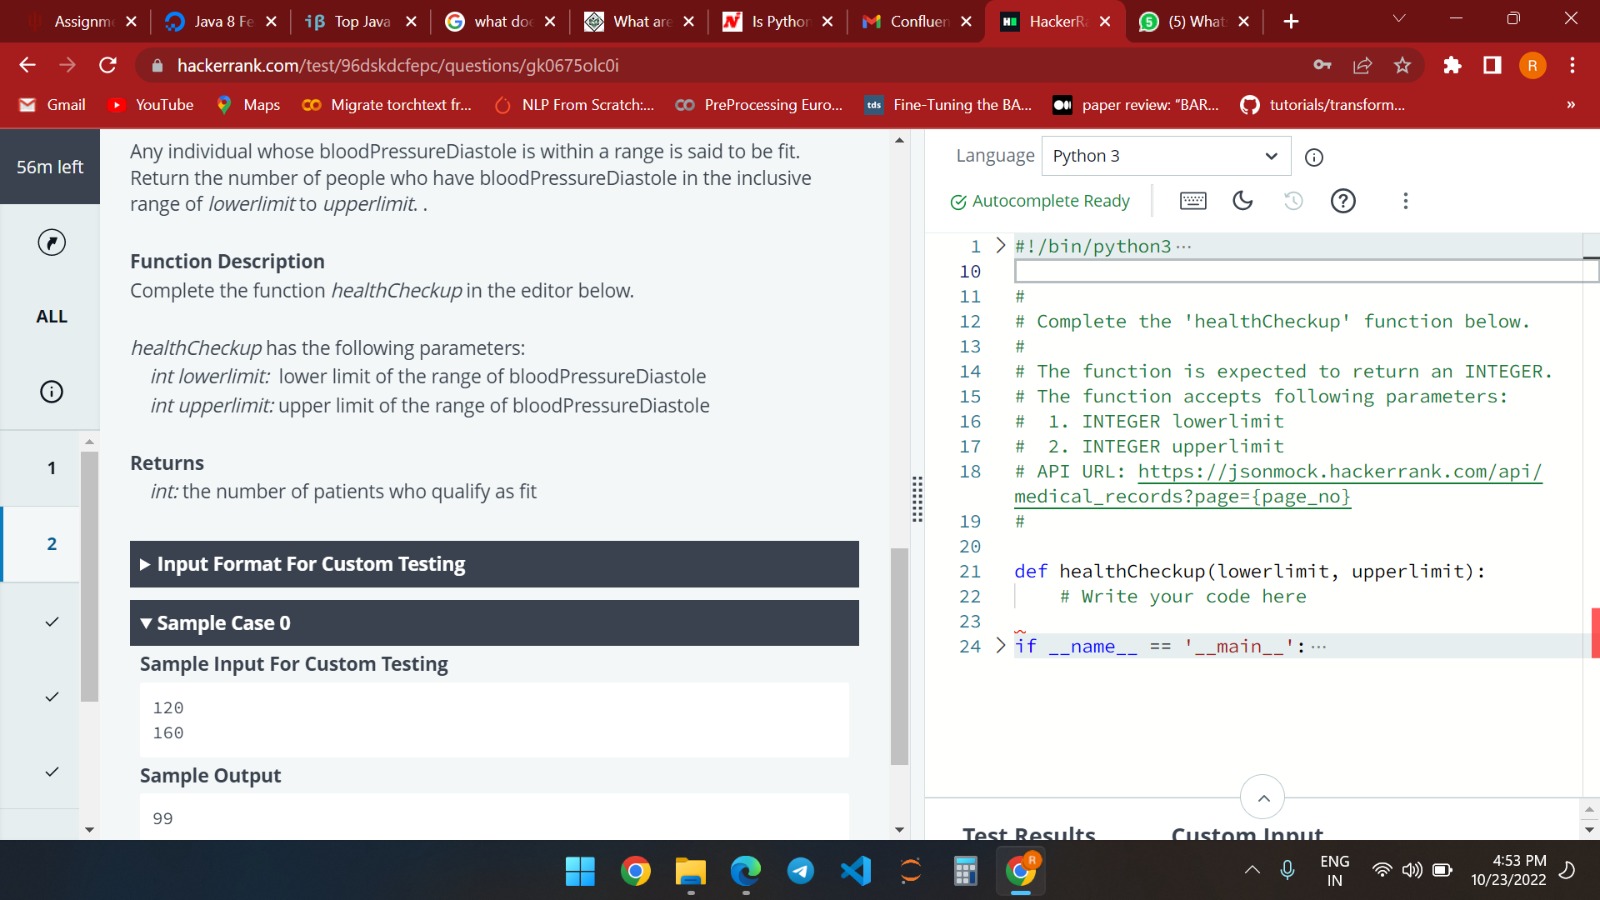 Assignm
Java 8 Fe
Top Java
what doe
What are
Is Python
Confluen
HackerRa
(5) What
hackerrank.com/test/96dskdcfepc/questions/gk0675olc0i
R
Gmail
YouTube
Maps
Migrate torchtext fr...
NLP From Scratch:...
PreProcessing Euro...
tds
Fine-Tuning the BA...
paper review: "BAR...
tutorials/transform...
»
56m left
ALL
1
2
Any individual whose bloodPressureDiastole is within a range is said to be fit.
Return the number of people who have bloodPressureDiastole in the inclusive
range of lowerlimit to upperlimit. .
Function Description
Complete the function healthCheckup in the editor below.
healthCheckup has the following parameters:
int lowerlimit: lower limit of the range of bloodPressureDiastole
int upperlimit: upper limit of the range of bloodPressureDiastole
Returns
int: the number of patients who qualify as fit
Input Format For Custom Testing
Sample Case 0
Sample Input For Custom Testing
120
160
Sample Output
99
Language
Python 3
Autocomplete Ready
1 #!/bin/python3 ...
10
11 #
12 # Complete the 'healthCheckup' function below.
13 #
14 # The function is expected to return an INTEGER.
15 # The function accepts following parameters:
16 #  1. INTEGER lowerlimit
17 #  2. INTEGER upperlimit
18 # API URL: https://jsonmock.hackerrank.com/api/
medical_records?page={page_no}
19 #
20
21 def healthCheckup(lowerlimit, upperlimit):
22     # Write your code here
23
24 if __name__ == '__main__': ...
Test Results
Custom Input
R
ENG
IN
4:53 PM
10/23/2022